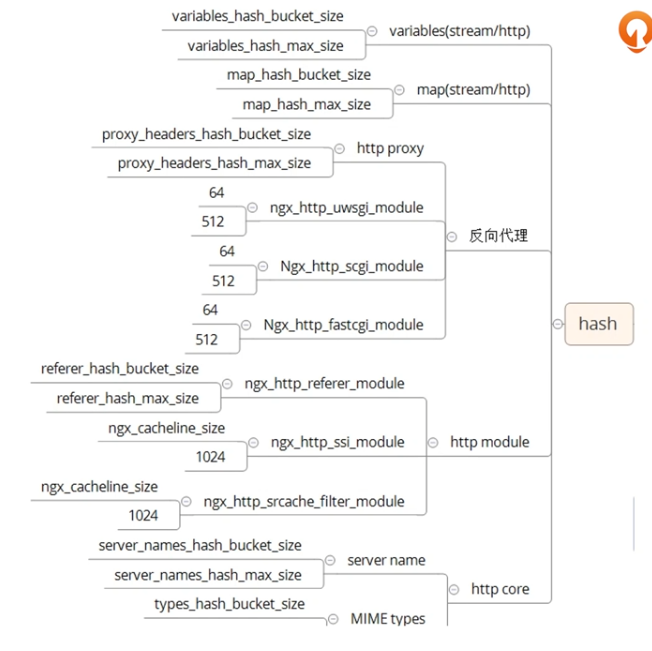 variables_hash_bucket_size
variables(stream/http)
variables_hash_max_size
map_hash_bucket_size
map(stream/http)
map_hash_max_size
proxy_headers_hash_bucket_size
http proxy
proxy_headers_hash_max_size
64
ngx_http_uwsgi_module
512
反向代理
64
Ngx_http_scgi_module
512
64
Ngx_http_fastcgi_module
512
hash
referer_hash_bucket_size
ngx_http_referer_module
referer_hash_max_size
ngx_cacheline_size
ngx_http_ssi_module
http module
1024
ngx_cacheline_size
ngx_http_srcache_filter_module
1024
server_names_hash_bucket_size
server name
server_names_hash_max_size
http core
types_hash_bucket_size
MIME types